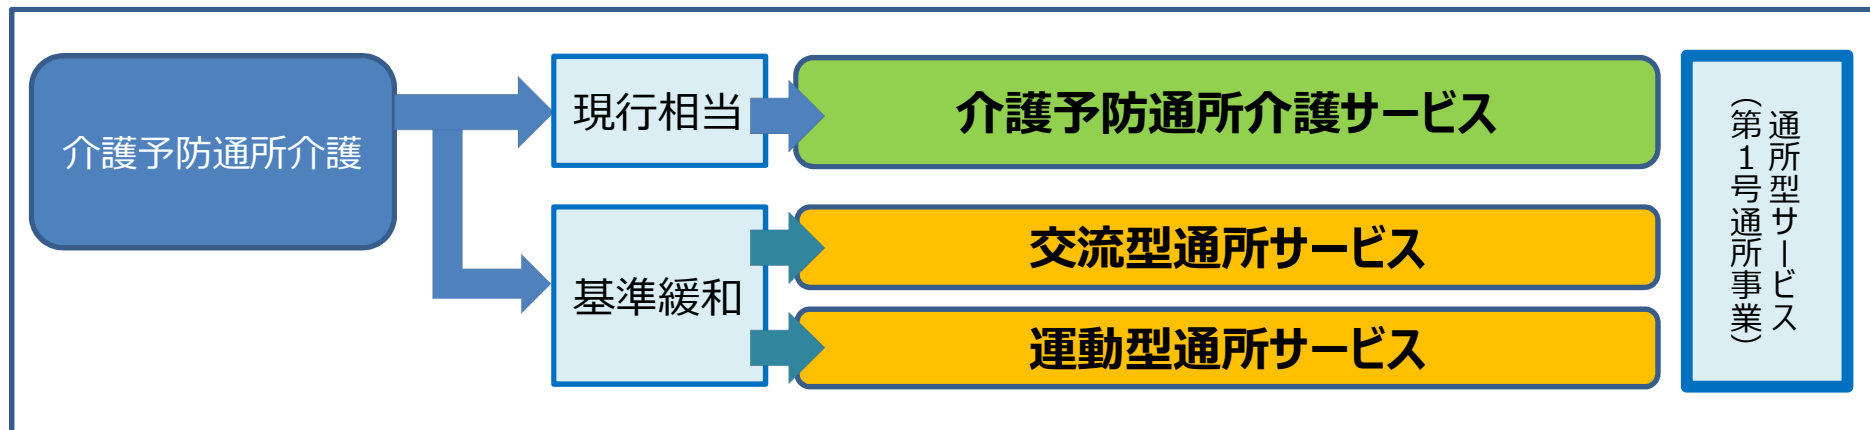 介護予防通所介護
現行相当
介護予防通所介護サービス
基準緩和
交流型通所サービス
運動型通所サービス
通所型サービス
（第１号通所事業）